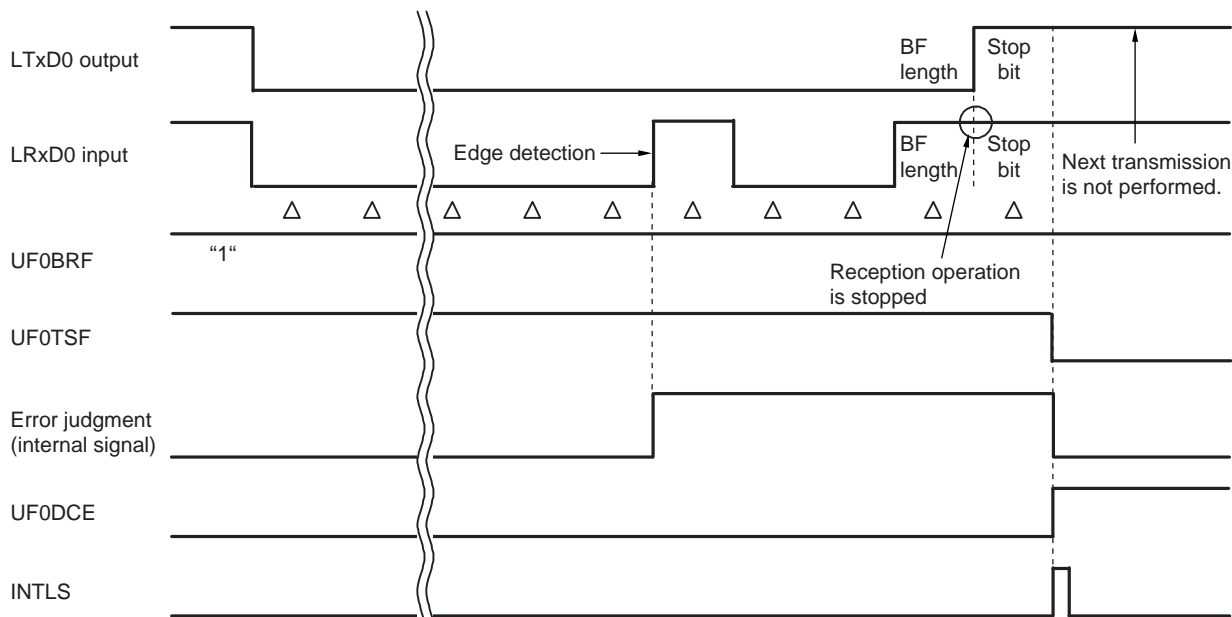 LTxD0 output
BF
length
Stop
bit
LRxD0 input
Edge detection
BF
length
Stop
bit
Next transmission
is not performed.
UF0BRF
“1“
Reception operation
is stopped
UF0TSF
Error judgment
(internal signal)
UF0DCE
INTLS